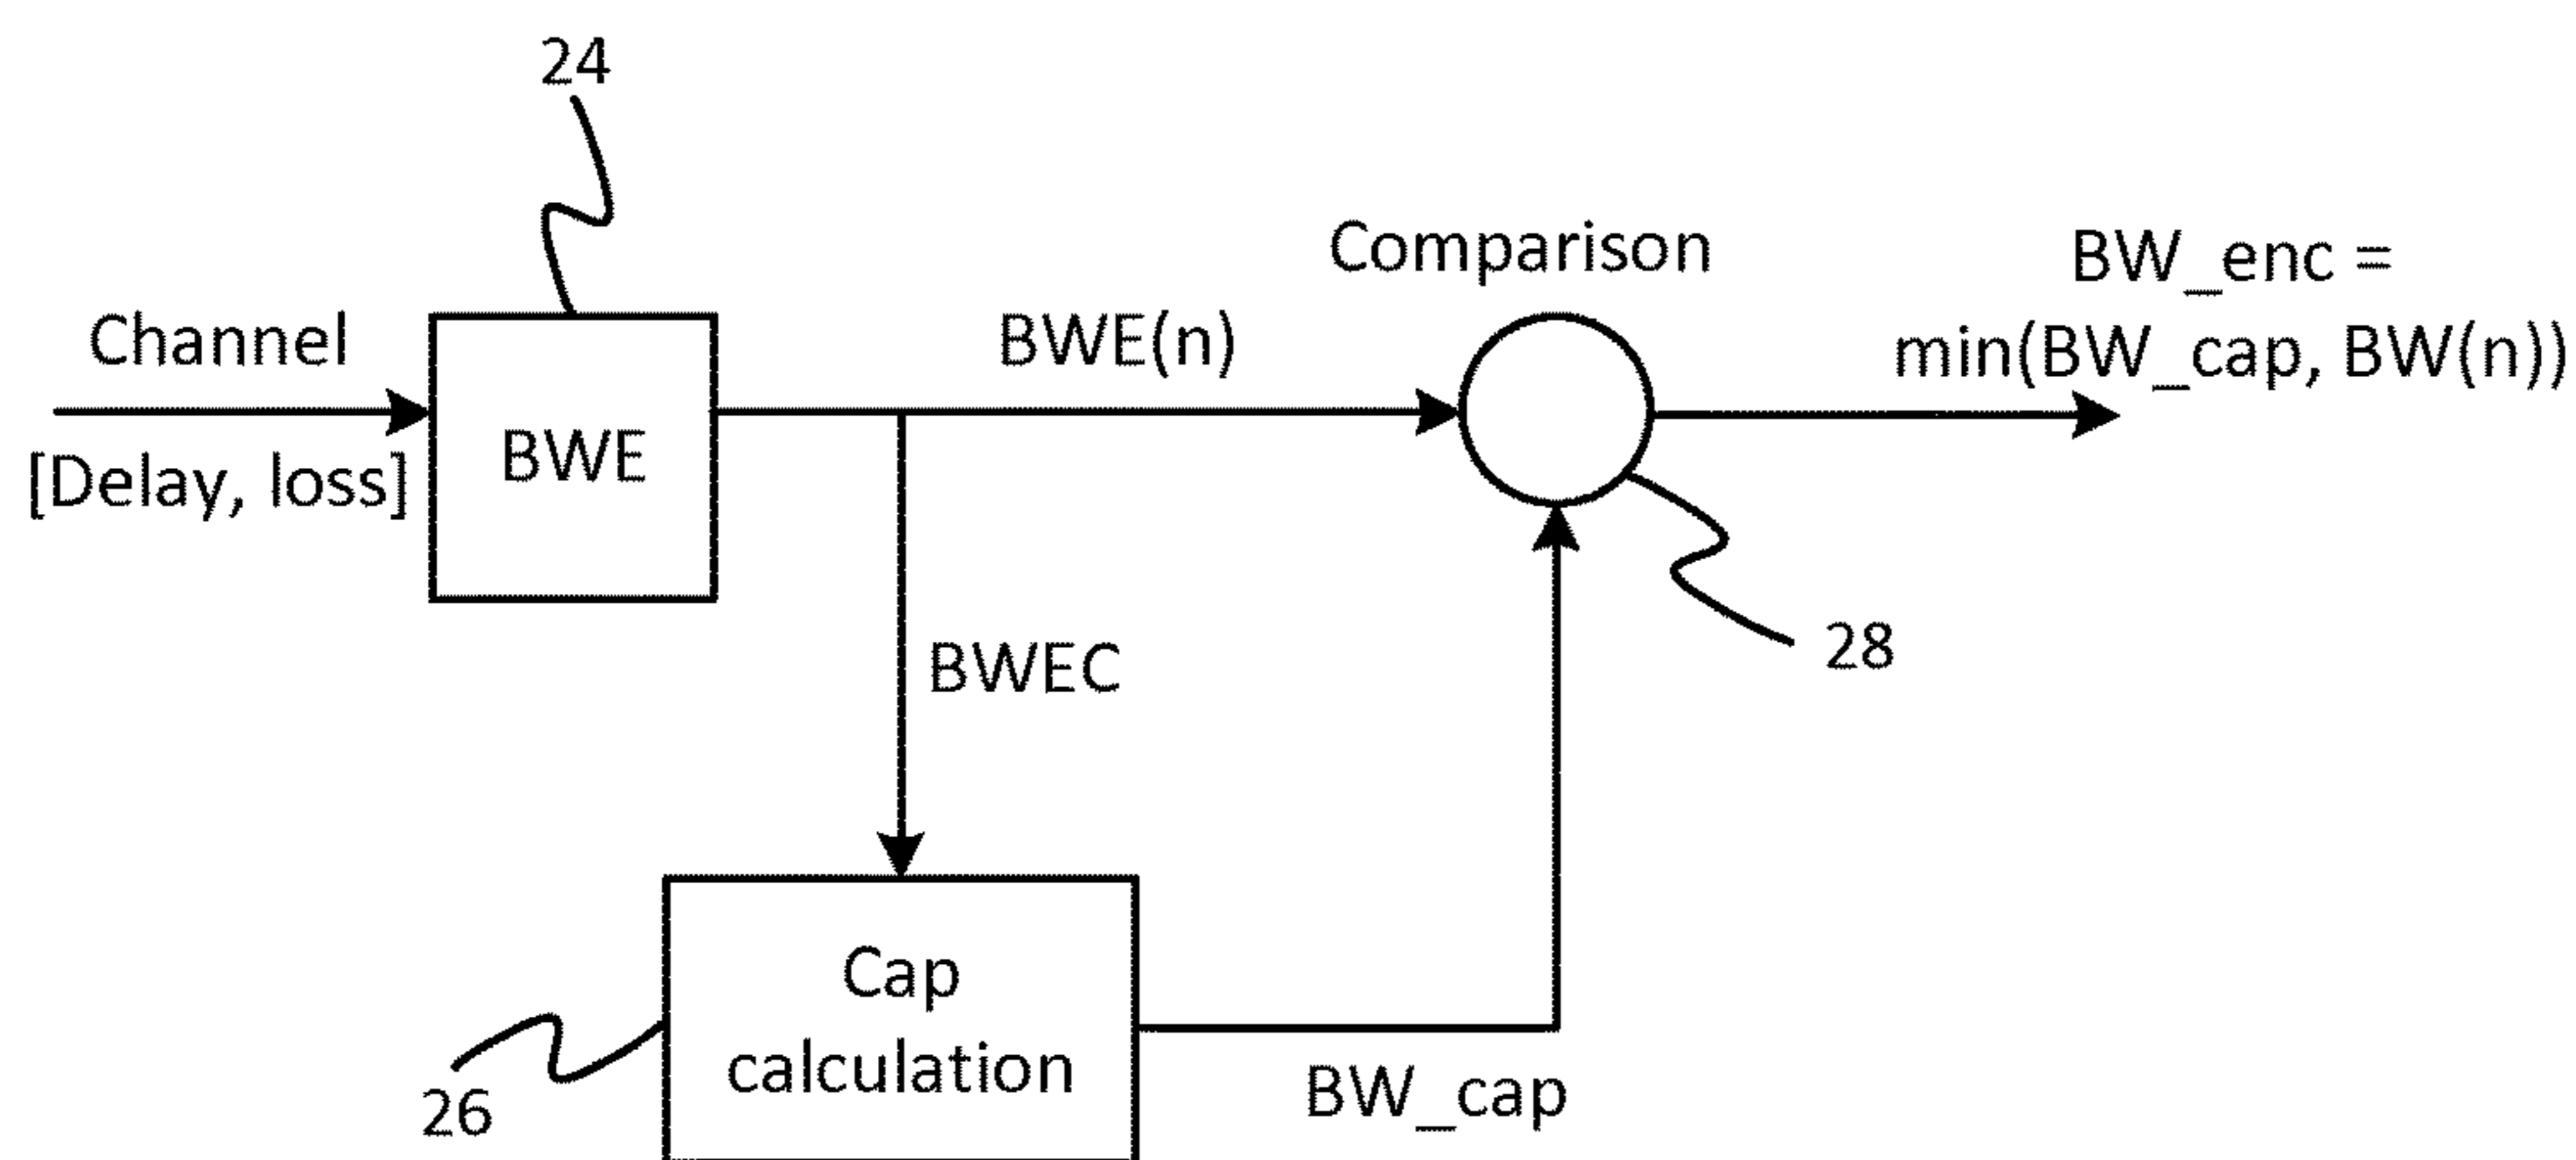 24
Comparison
BW_enc =
min(BW_cap, BW(n))
Channel
[Delay, loss]
BWE
BWE(n)
28
BWEC
Cap
calculation
26
BW_cap